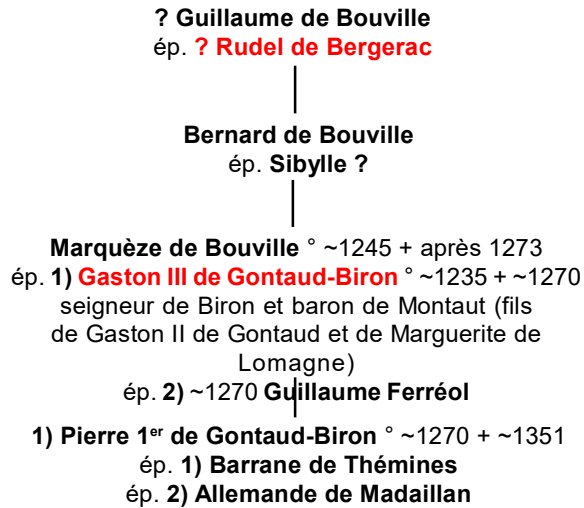 ? Guillaume de Bouville
ép. ? Rudel de Bergerac
Bernard de Bouville
ép. Sibylle ?
Marquèze de Bouville ° ~1245 + après 1273
ép. 1) Gaston III de Gontaud-Biron ° ~1235 + ~1270
seigneur de Biron et baron de Montaut (fils
de Gaston II de Gontaud et de Marguerite de
Lomagne)
ép. 2) ~1270 Guillaume Ferréol
1) Pierre 1er de Gontaud-Biron ° ~1270 + ~1351
ép. 1) Barrane de Thémines
ép. 2) Allemande de Madaillan